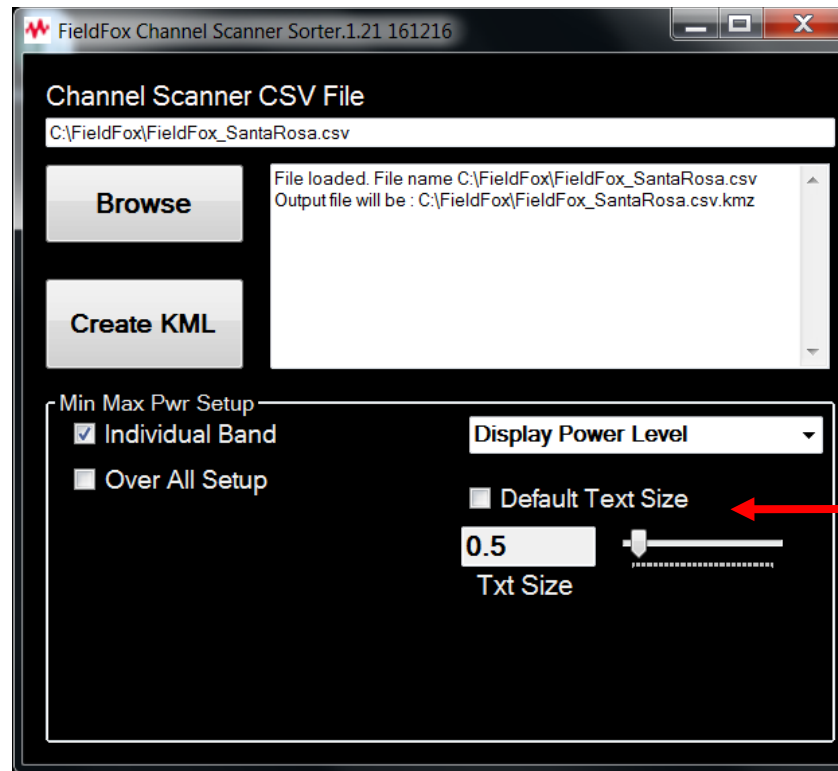 FieldFox Channel Scanner Sorter.1.21 161216
Channel Scanner CSV File
C:\FieldFox\FieldFox_SantaRosa.csv
Browse
File loaded. File name C:\FieldFox\FieldFox_SantaRosa.csv
Output file will be : C:\FieldFox\FieldFox_SantaRosa.csv.kmz
Create KML
Min Max Pwr Setup
Individual Band
Display Power Level
Over All Setup
Default Text Size
0.5
Txt Size